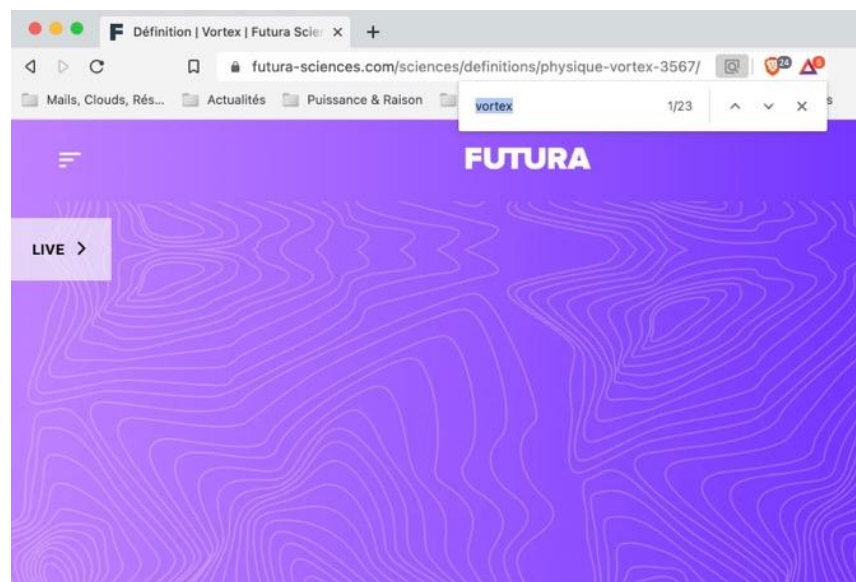 Définition | Vortex | Futura Scie
futura-sciences.com/sciences/definitions/physique-vortex-3567/
24
Mails, Clouds, Rés... Actualités Puissance & Raison
vortex 1/23
s
FUTURA
LIVE